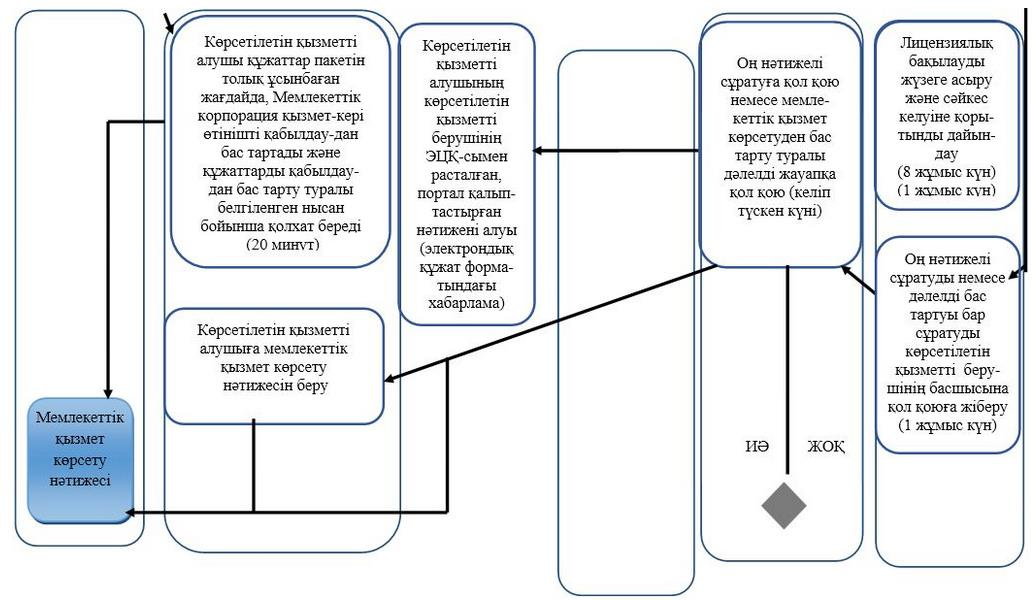 Көрсетілетін қызметті
алушы құжаттар пакетін
толық ұсынбаған
жағдайда, Мемлекеттік
корпорация қызмет-кері
өтінішті қабылдау-дан
бас тартады және
құжаттарды қабылдау-
дан бас тарту туралы
белгіленген нысан
бойынша қолхат береді
(20 минут)
Көрсетілетін қызметті
алушыға мемлекеттік
қызмет көрсету
нәтижесін беру
Мемлекеттік
қызмет
көрсету
нәтижесі
Көрсетілетін
қызметті
алушының
көрсетілетін
қызметті
берушінің
ЭЦҚ-сымен
расталған,
портал қалып-
тастырған
нәтижені алуы
(электрондық
құжат форма-
тындағы
хабарлама)
Оң нәтижелі
сұратуға қол қою
немесе мемле-
кеттік қызмет
көрсетуден бас
тарту туралы
дәлелді жауапқа
қол қою (келіп
түскен күні)
ИӘ ЖОҚ
Лицензиялық
бақылауды
жүзеге асыру
және сәйкес
келуіне қоры-
тынды дайын-
дау
(8 жұмыс күн)
(1 жұмыс күн)
Оң нәтижелі
сұратуды немесе
дәлелді бас
тартуы бар
сұратуды
көрсетілетін
қызметті беру-
шінің басшысына
қол қоюға жіберу
(1 жұмыс күн)